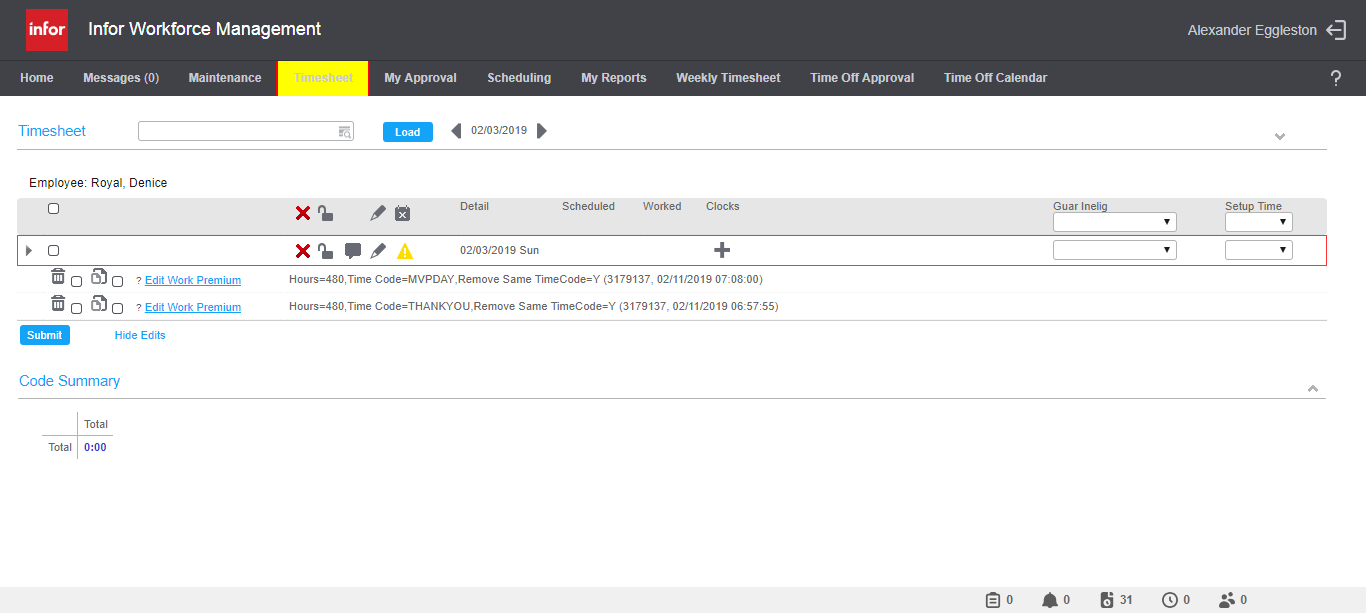 infor Infor Workforce Management Alexander Eggleston
Home Messages (0) Maintenance Timesheet My Approval Scheduling My Reports Weekly Timesheet Time Off Approval Time Off Calendar ?
Timesheet Load 02/03/2019
Employee: Royal, Denice
Detail Scheduled Worked Clocks Guar Inelig Setup Time
02/03/2019 Sun
? Edit Work Premium Hours=480,Time Code=MVPDAY,Remove Same TimeCode=Y (3179137, 02/11/2019 07:08:00)
? Edit Work Premium Hours=480,Time Code=THANKYOU,Remove Same TimeCode=Y (3179137, 02/11/2019 06:57:55)
Submit Hide Edits
Code Summary
Total
Total 0:00
0 0 31 0 0